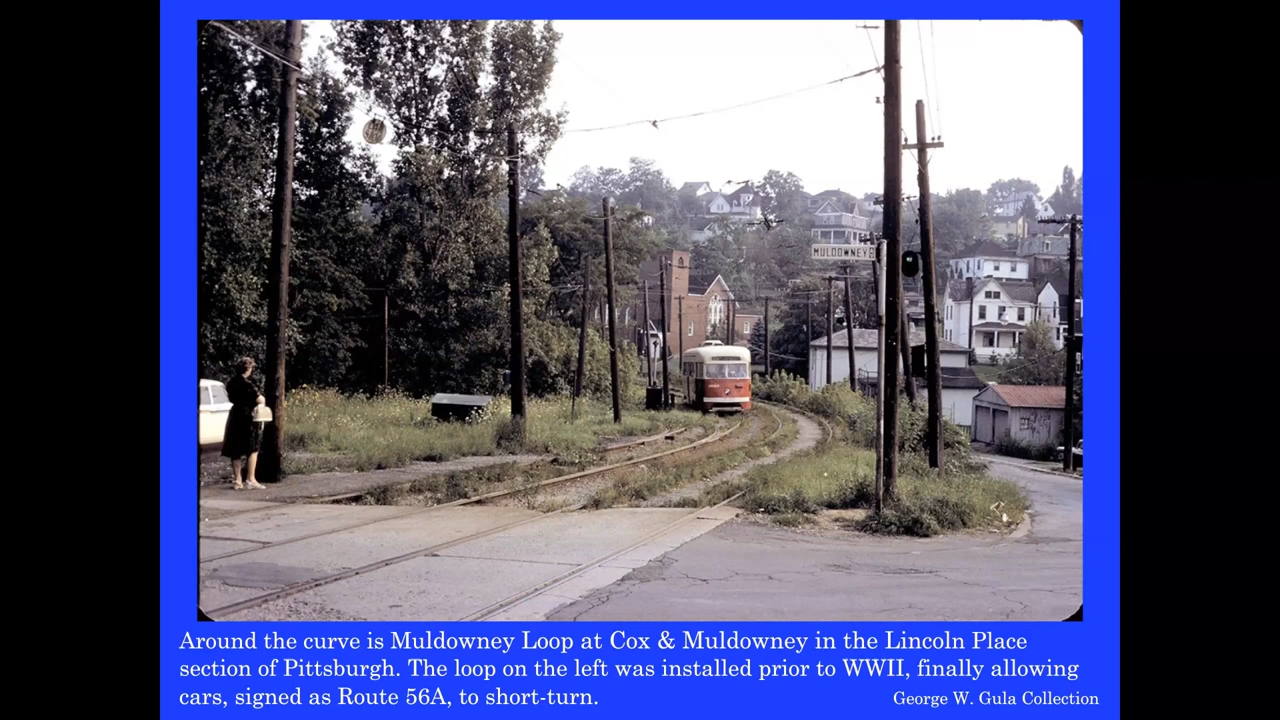 MULDOWNEY
Around the curve is Muldowney Loop at Cox & Muldowney in the Lincoln Place
section of Pittsburgh. The loop on the left was installed prior to WWII, finally allowing
cars, signed as Route 56A, to short-turn.
George W. Gula Collection